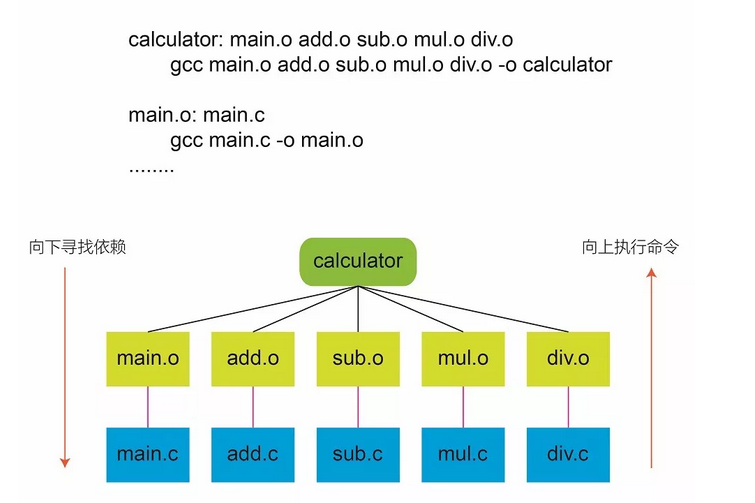 calculator: main.o add.o sub.o mul.o div.o
gcc main.o add.o sub.o mul.o div.o -o calculator
main.o: main.c
gcc main.c -o main.o
........
向下寻找依赖
calculator
向上执行命令
main.o
add.o
sub.o
mul.o
div.o
main.c
add.c
sub.c
mul.c
div.c